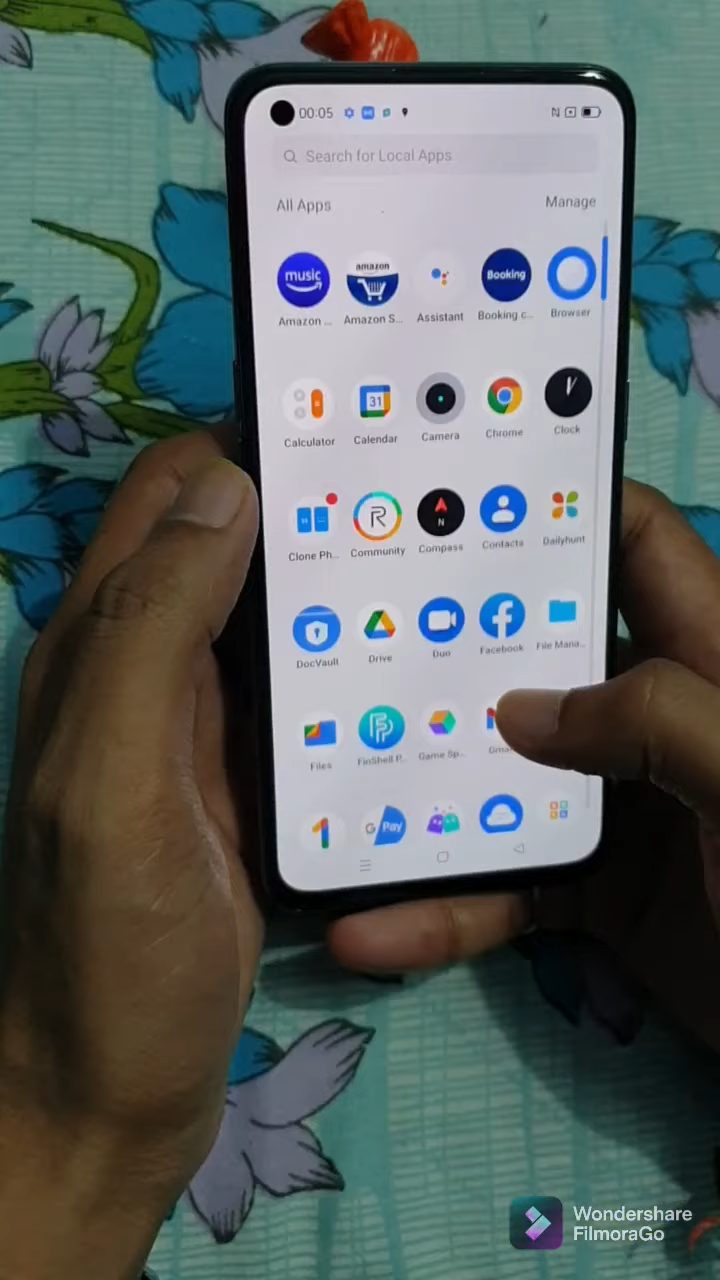 00:05
Search for Local Apps
All Apps
Manage
music
amazon
Booking
Amazon ...
Amazon S...
Assistant
Booking c...
Browser
31
Calculator
Calendar
Camera
Chrome
Clock
N
Clone Ph...
Community
Compass
Contacts
Dailyhunt
DocVault
Drive
Duo
Facebook
File Mana...
Files
FinShell P...
Game Sp...
G Pay
Wondershare
FilmoraGo